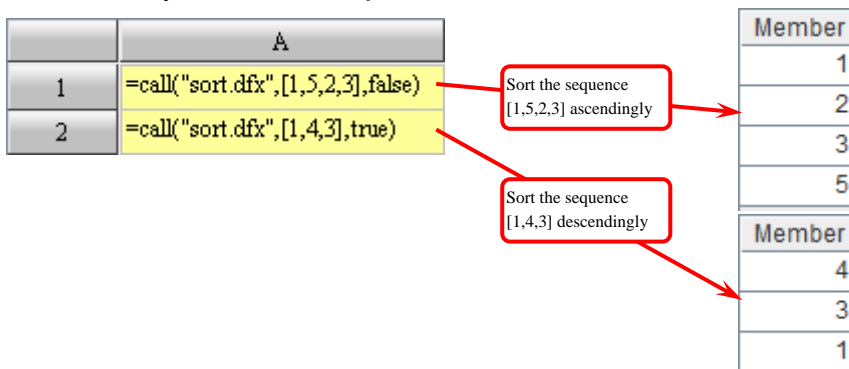 A
1 =call("sort.dfx",[1,5,2,3],false)
2 =call("sort.dfx",[1,4,3],true)
Sort the sequence
[1,5,2,3] ascendingly
Sort the sequence
[1,4,3] descendingly
Member
1
2
3
5
Member
4
3
1